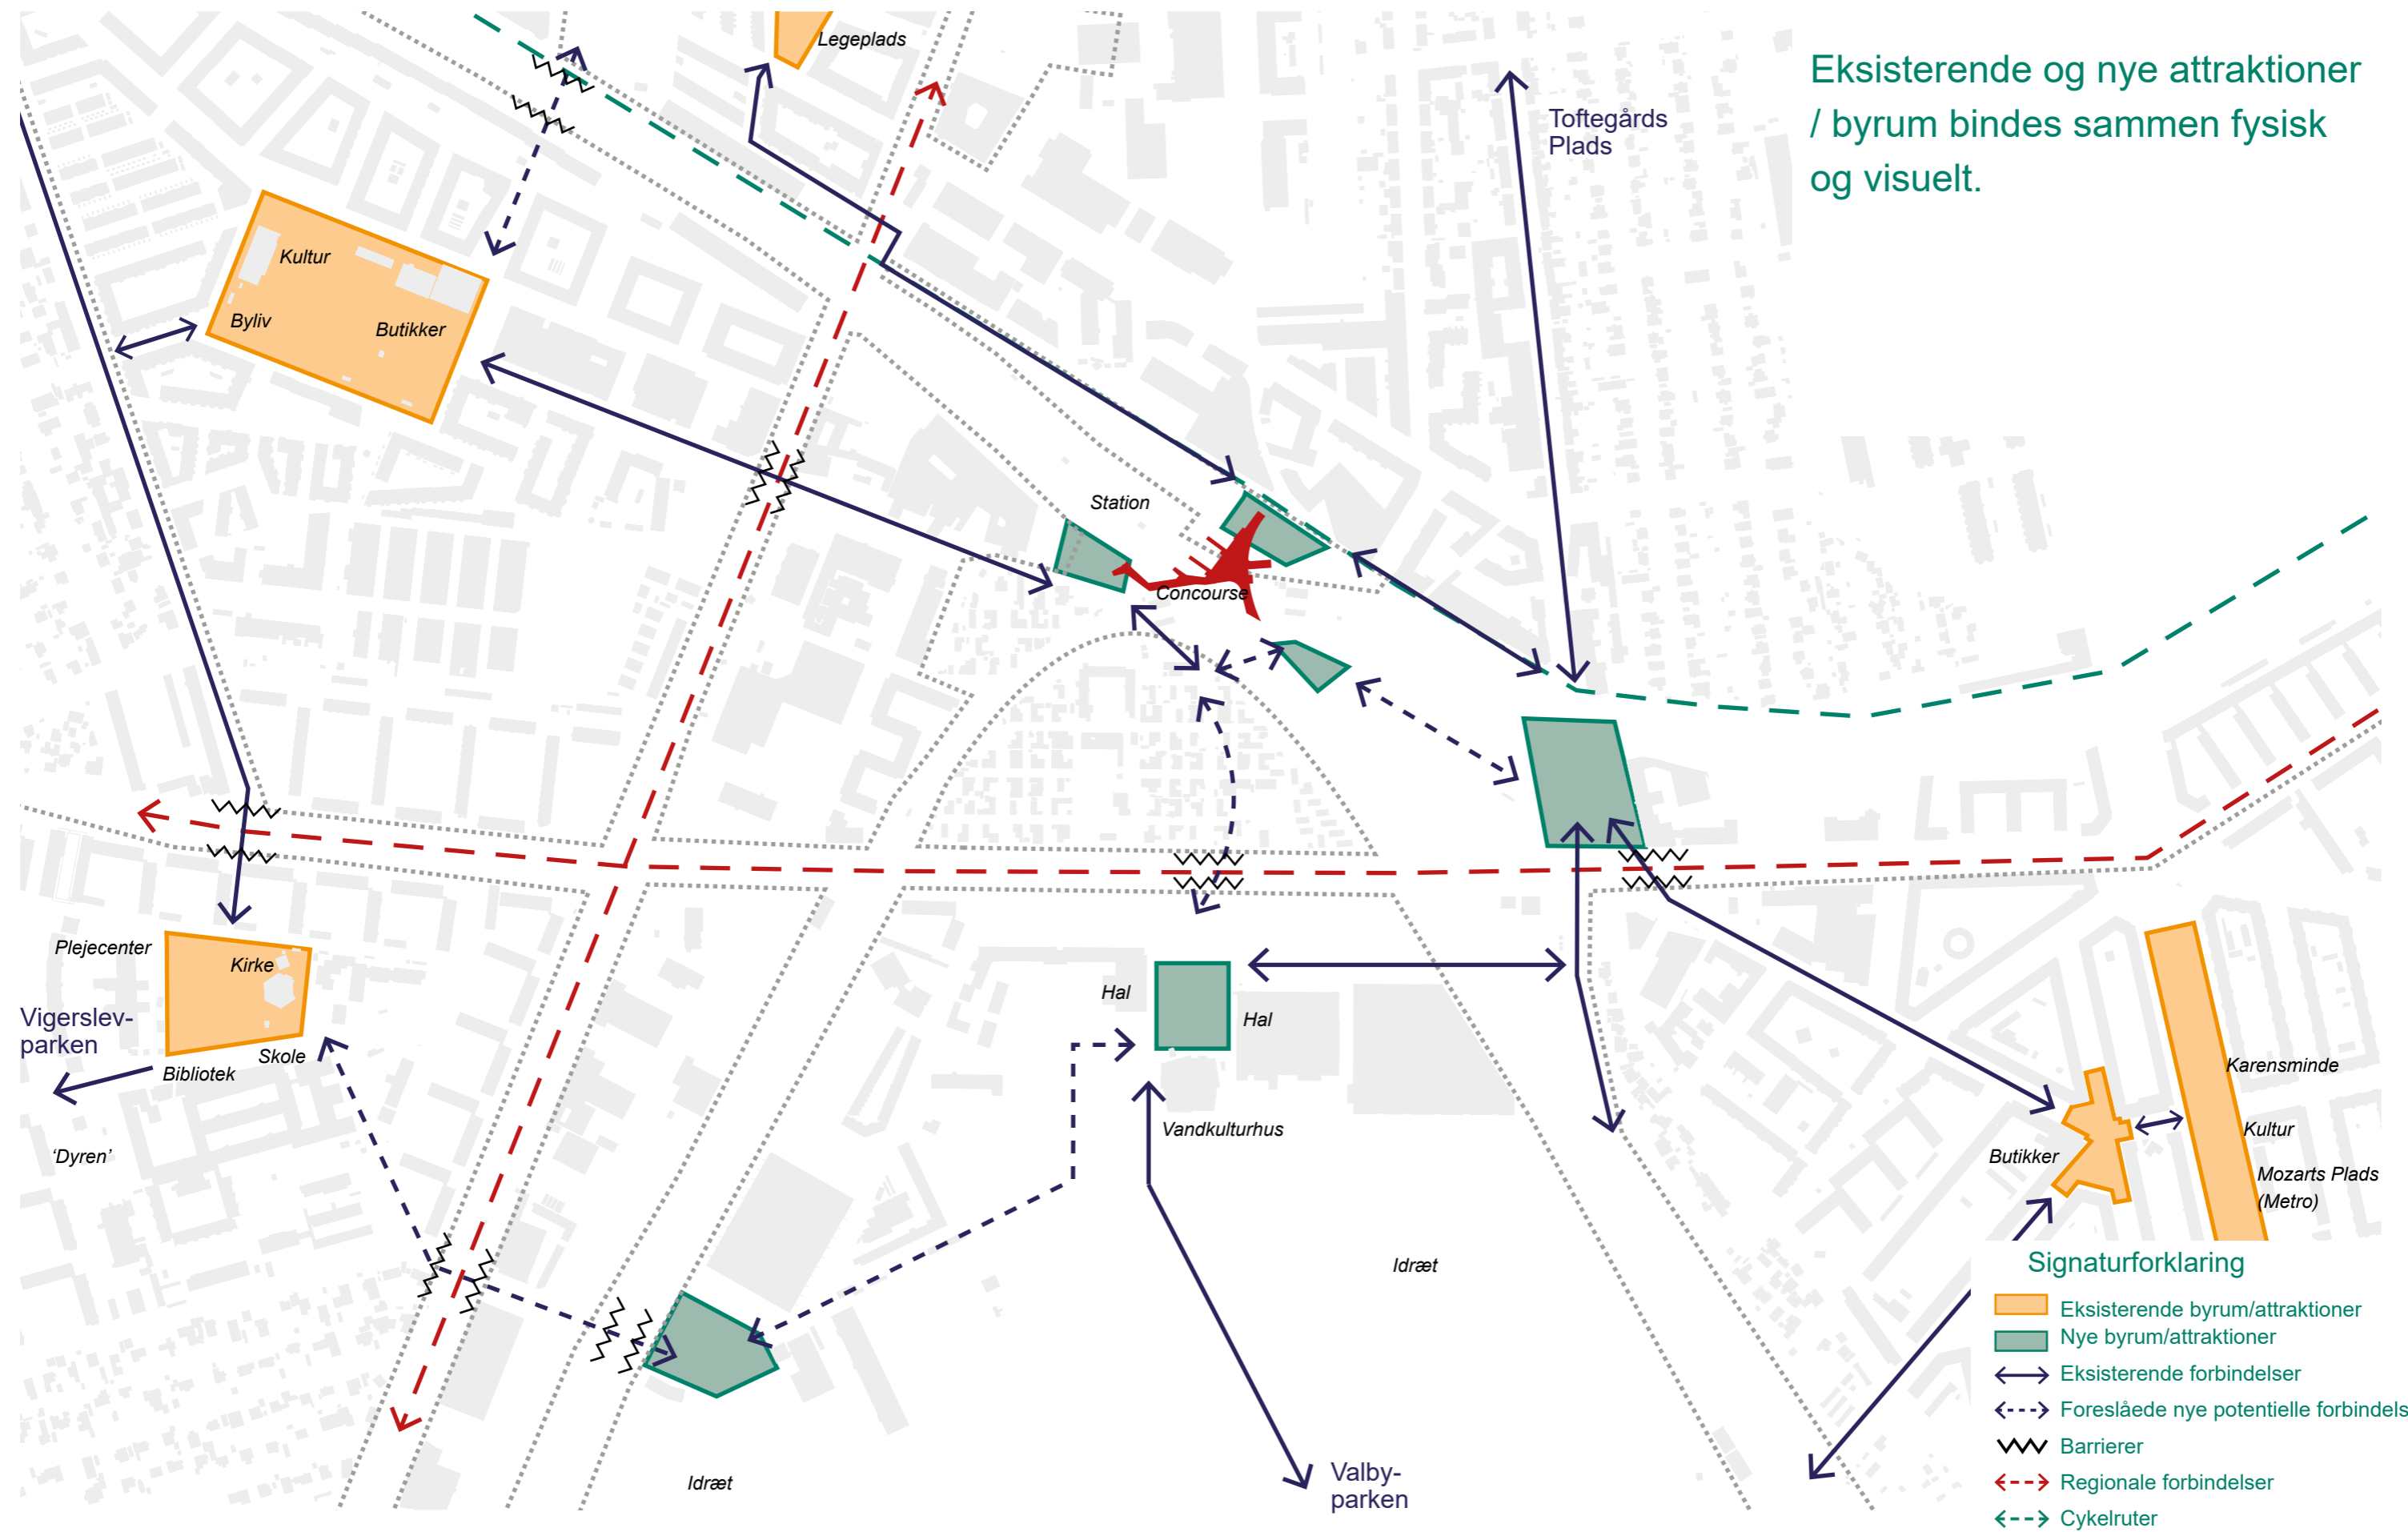 Legeplads
Eksisterende og nye attraktioner
/ byrum bindes sammen fysisk
og visuelt.
Toftegårds
Plads
Kultur
Byliv
Butikker
Station
Concourse
Plejecenter
Kirke
Vigerslev-
parken
Skole
Bibliotek
'Dyren'
Hal
Hal
Vandkulturhus
Idræt
Idræt
Valby-
parken
Karensminde
Kultur
Butikker
Mozarts Plads
(Metro)
Signaturforklaring
Eksisterende byrum/attraktioner
Nye byrum/attraktioner
Eksisterende forbindelser
Foreslåede nye potentielle forbindels
Barrierer
Regionale forbindelser
Cykelruter